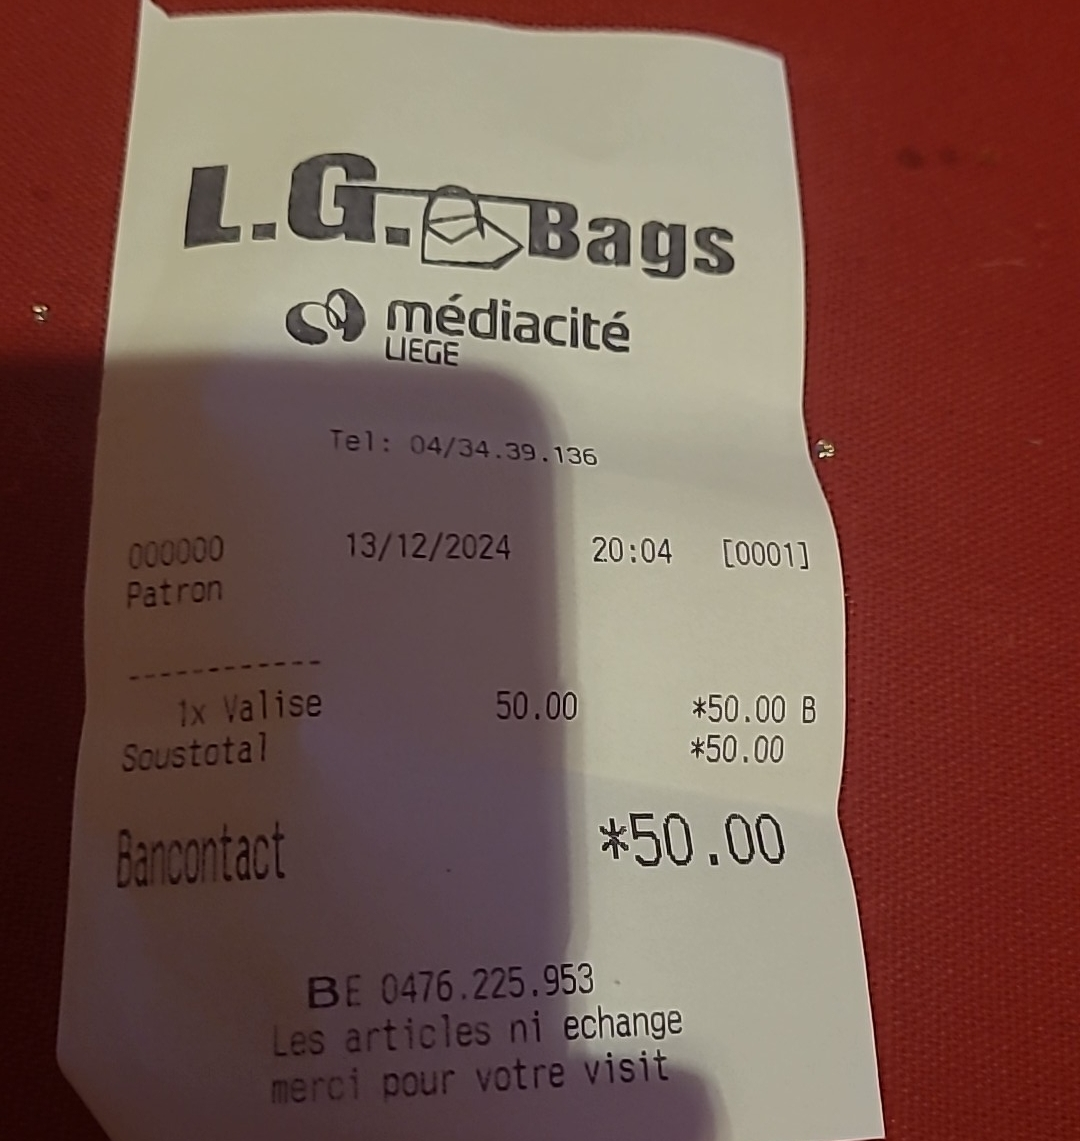 L.G. Bags
médiacité
LIEGE
Tel: 04/34.39.136
000000 13/12/2024 20:04 [0001]
Patron
------------
1x Valise 50.00 *50.00 B
Soustotal *50.00
Bancontact *50.00
BE 0476.225.953
Les articles ni echange
merci pour votre visit